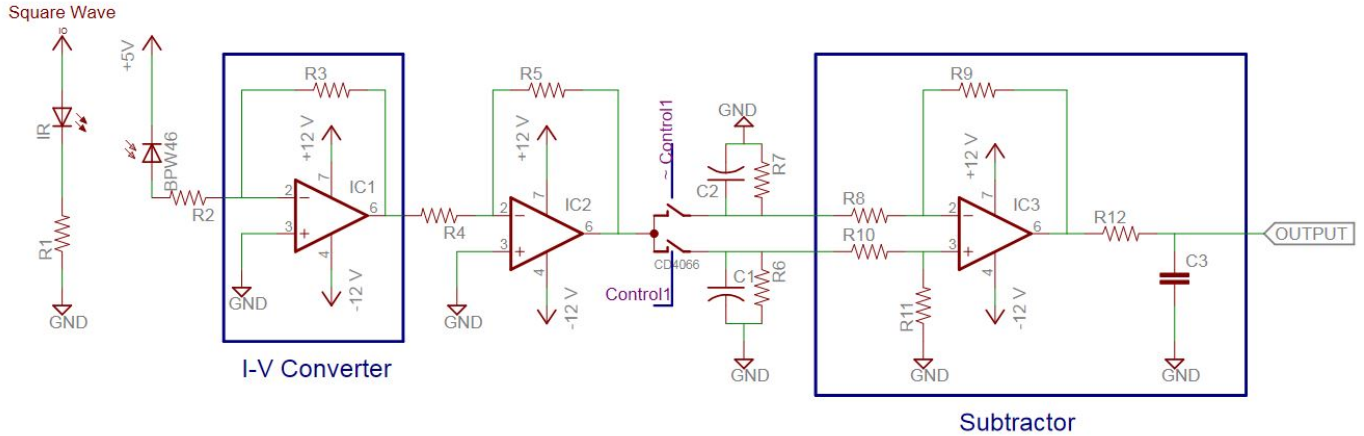 Square Wave
IR
R1
GND
+5V
BPW46
R2
R3
+12 V
7
2
IC1
6
3
4
-12 V
GND
I-V Converter
R4
R5
+12 V
7
2
IC2
6
3
4
-12 V
GND
~ Control1
CD4066
Control1
GND
C2
R7
C1
R6
GND
R8
R10
R9
+12 V
7
2
IC3
6
3
4
-12 V
R11
GND
R12
C3
GND
OUTPUT
Subtractor